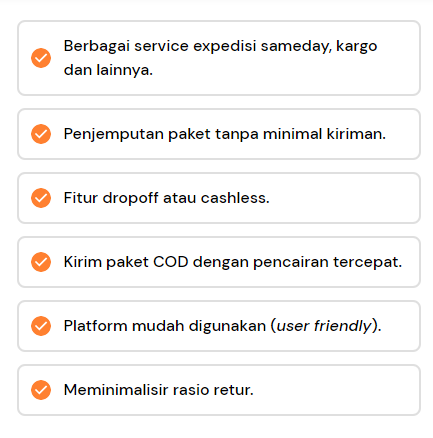 Berbagai service expedisi sameday, kargo
dan lainnya.
Penjemputan paket tanpa minimal kiriman.
Fitur dropoff atau cashless.
Kirim paket COD dengan pencairan tercepat.
Platform mudah digunakan (user friendly).
Meminimalisir rasio retur.